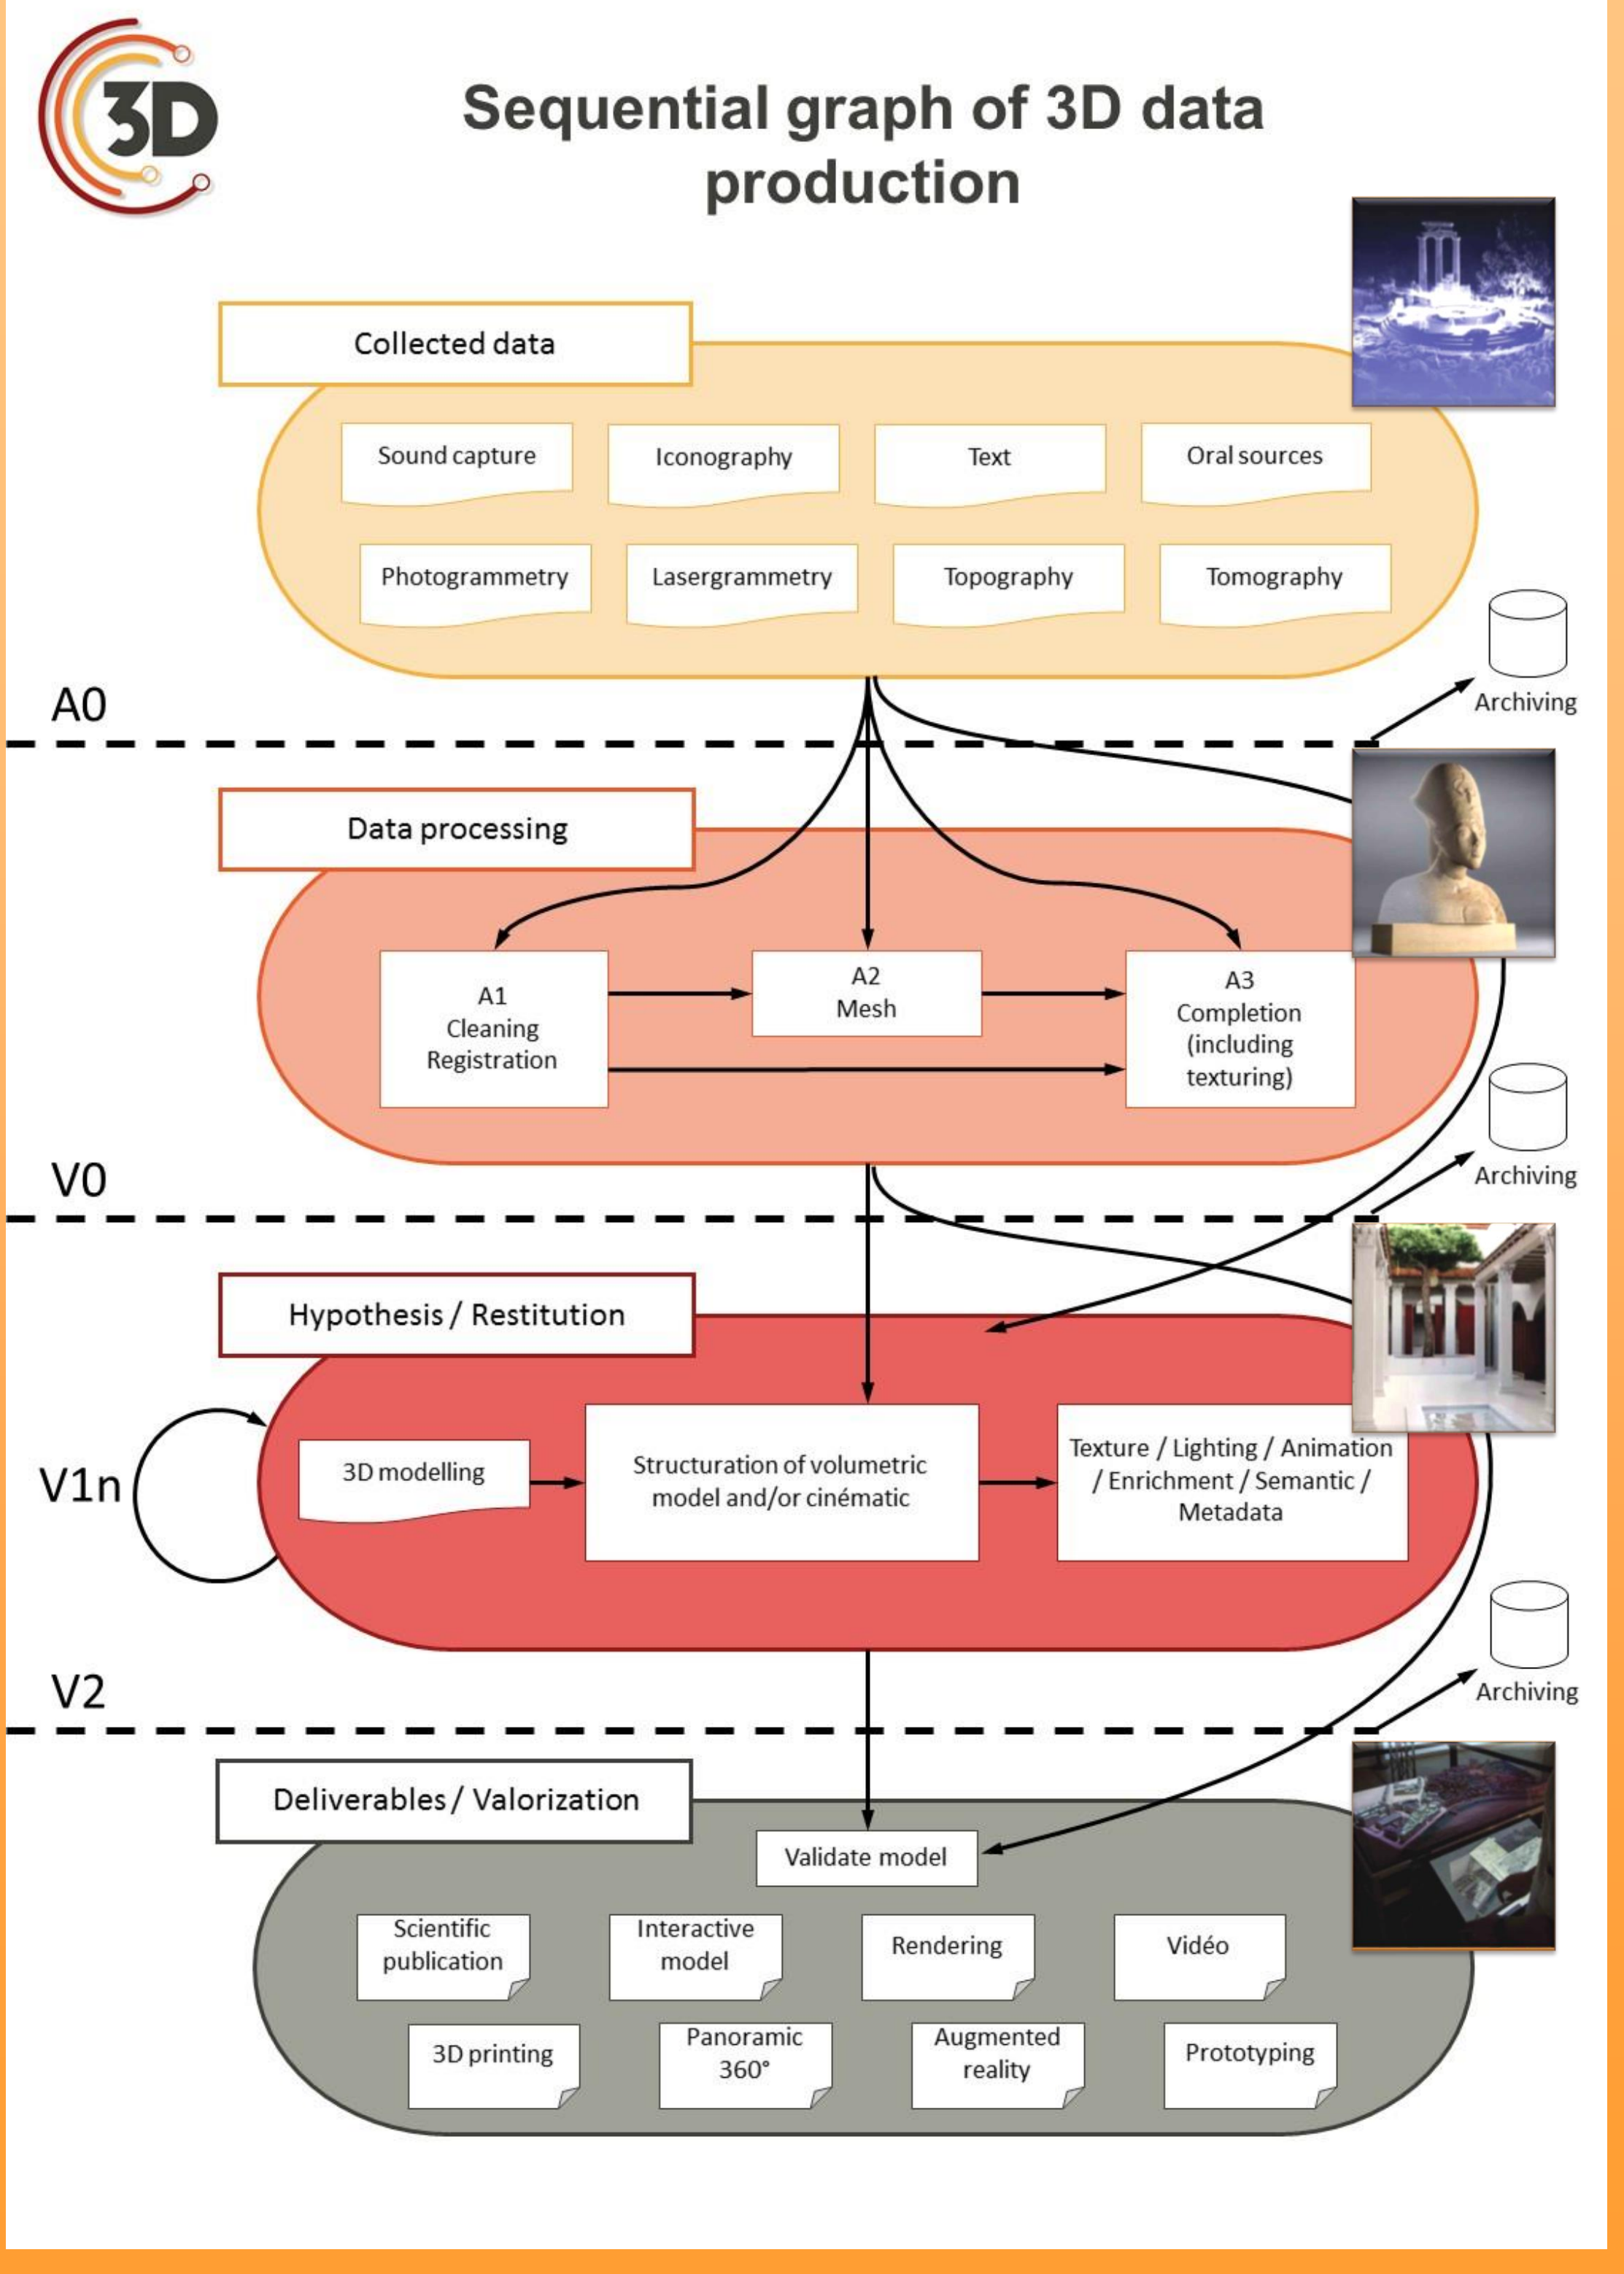 3D
Sequential graph of 3D data
production
Collected data
Sound capture
Iconography
Text
Oral sources
Photogrammetry
Lasergrammetry
Topography
Tomography
Archiving
A0
Data processing
A1
Cleaning
Registration
A2
Mesh
A3
Completion
(including
texturing)
Archiving
V0
Hypothesis / Restitution
V1n
3D modelling
Structuration of volumetric
model and/or cinématic
Texture / Lighting / Animation
/ Enrichment / Semantic /
Metadata
Archiving
V2
Deliverables / Valorization
Validate model
Scientific
publication
Interactive
model
Rendering
Vidéo
3D printing
Panoramic
360°
Augmented
reality
Prototyping